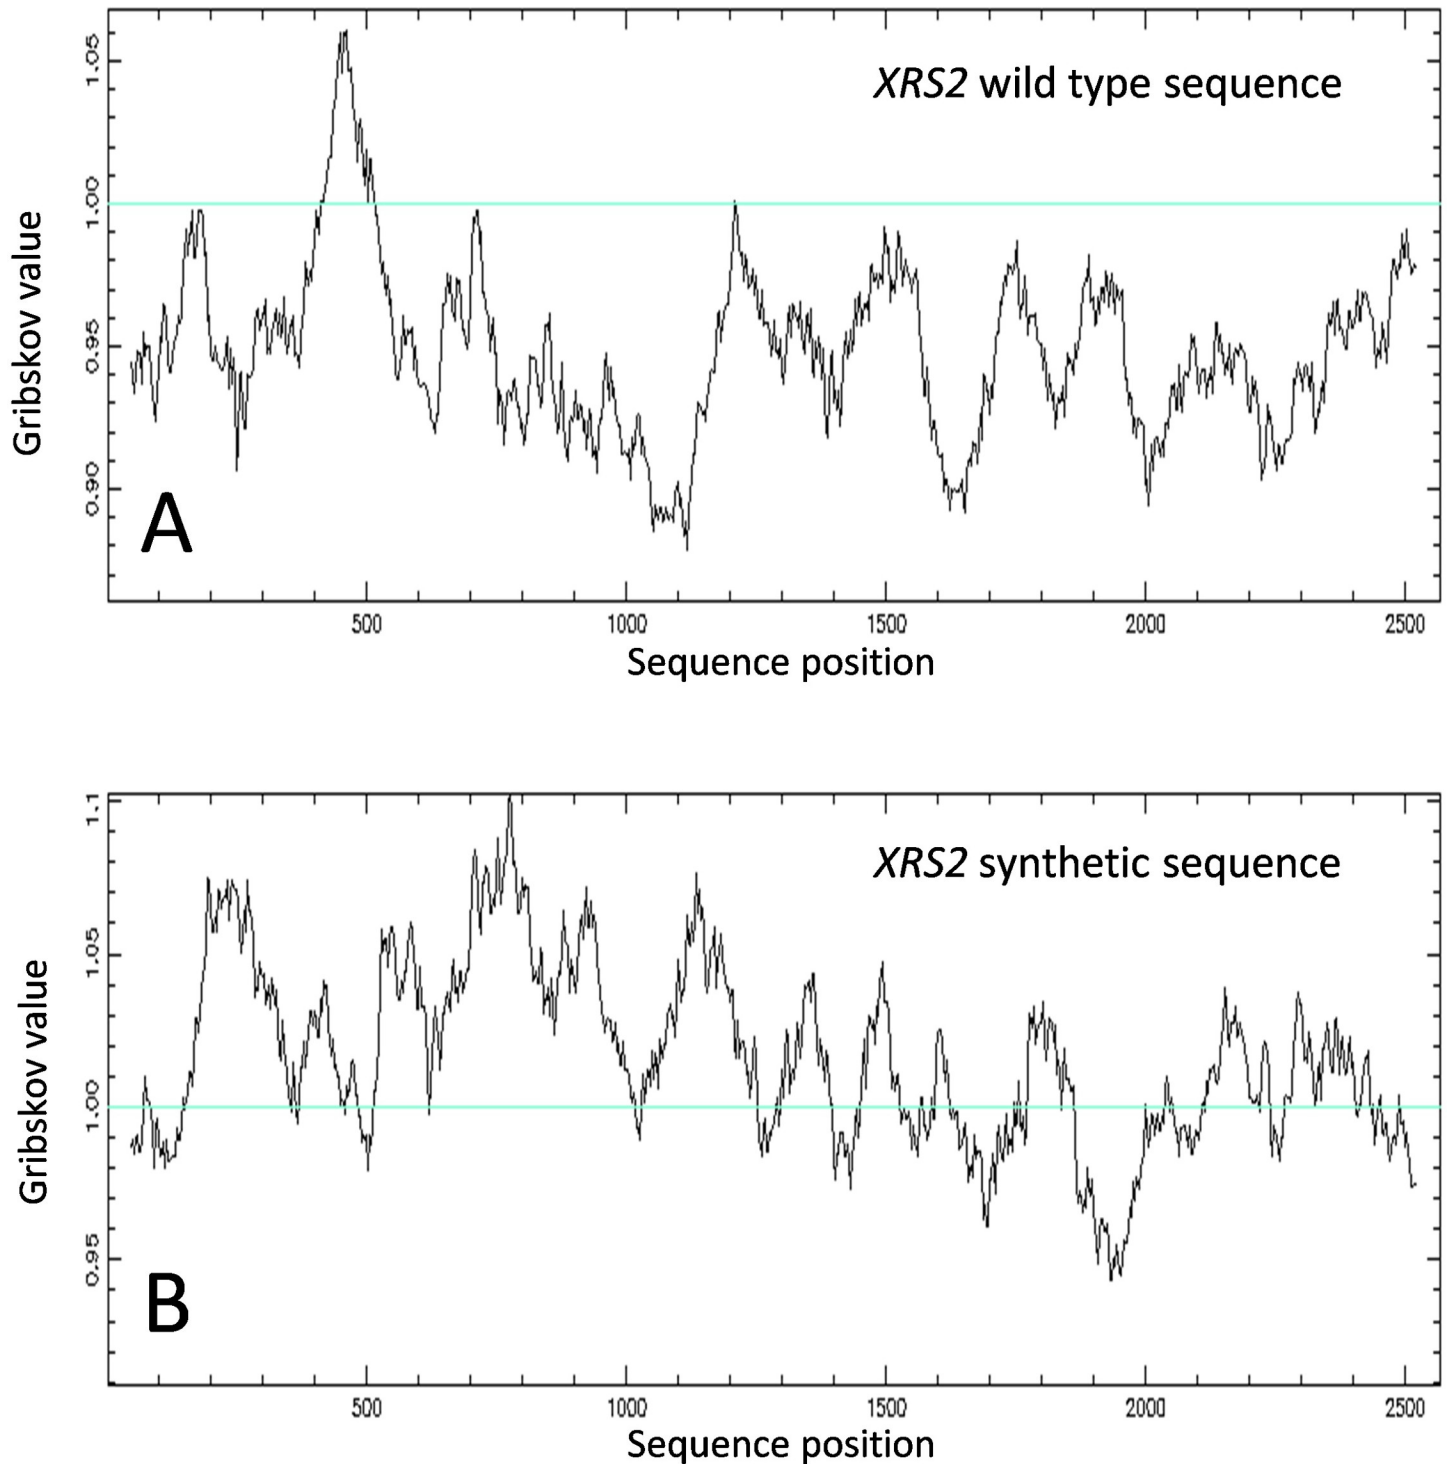 XRS2 wild type sequence
1.05
1.00
0.95
0.90
Gribskov value
A
500 1000 1500 2000 2500
Sequence position
XRS2 synthetic sequence
1.1
1.05
1.00
0.95
Gribskov value
B
500 1000 1500 2000 2500
Sequence position